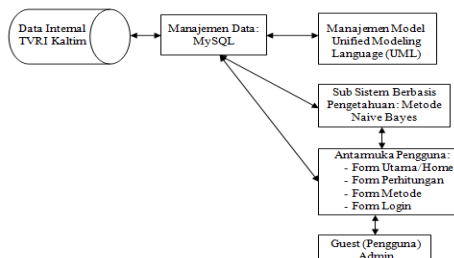 Data Internal
TVRI Kaltim
Manajemen Data:
MySQL
Manajemen Model
Unified Modeling
Language (UML)
Sub Sistem Berbasis
Pengetahuan: Metode
Naive Bayes
Antarmuka Pengguna:
- Form Utama/Home
- Form Perhitungan
- Form Metode
- Form Login
Guest (Pengguna)
Admin